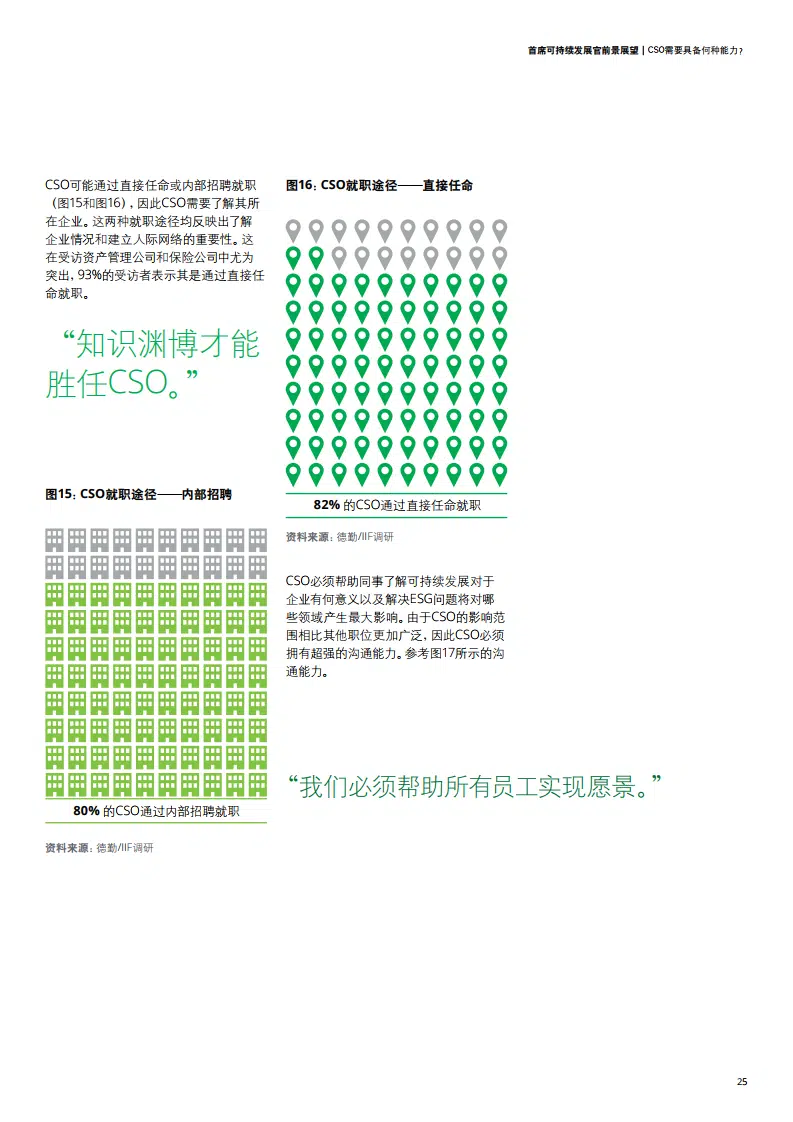 首席可持续发展官前景展望 | CSO需要具备何种能力?
CSO可能通过直接任命或内部招聘就职
（图15和图16），因此CSO需要了解其所
在企业。这两种就职途径均反映出了解
企业情况和建立人际网络的重要性。这
在受访资产管理公司和保险公司中尤为
突出，93%的受访者表示其是通过直接任
命就职。
“知识渊博才能
胜任CSO。”
图15：CSO就职途径——内部招聘
80% 的CSO通过内部招聘就职
资料来源：德勤/IIF调研
图16：CSO就职途径——直接任命
82% 的CSO通过直接任命就职
资料来源：德勤/IIF调研
CSO必须帮助同事了解可持续发展对于
企业有何意义以及解决ESG问题将对哪
些领域产生最大影响。由于CSO的影响范
围相比其他职位更加广泛，因此CSO必须
拥有超强的沟通能力。参考图17所示的沟
通能力。
“我们必须帮助所有员工实现愿景。”
25